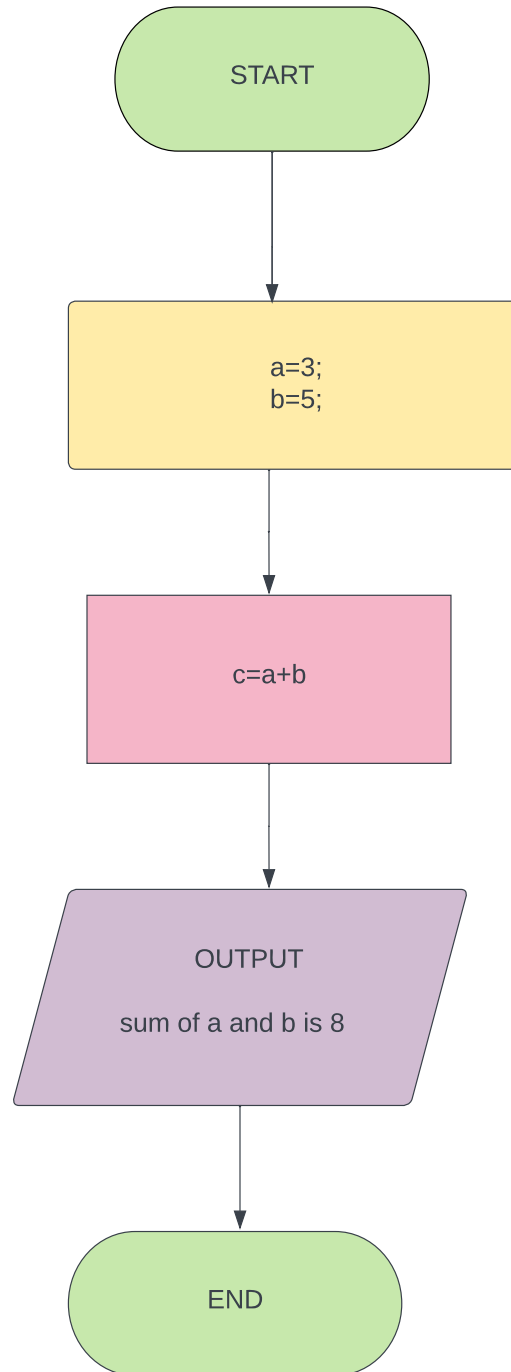 START
a=3;
b=5;
c=a+b
OUTPUT
sum of a and b is 8
END